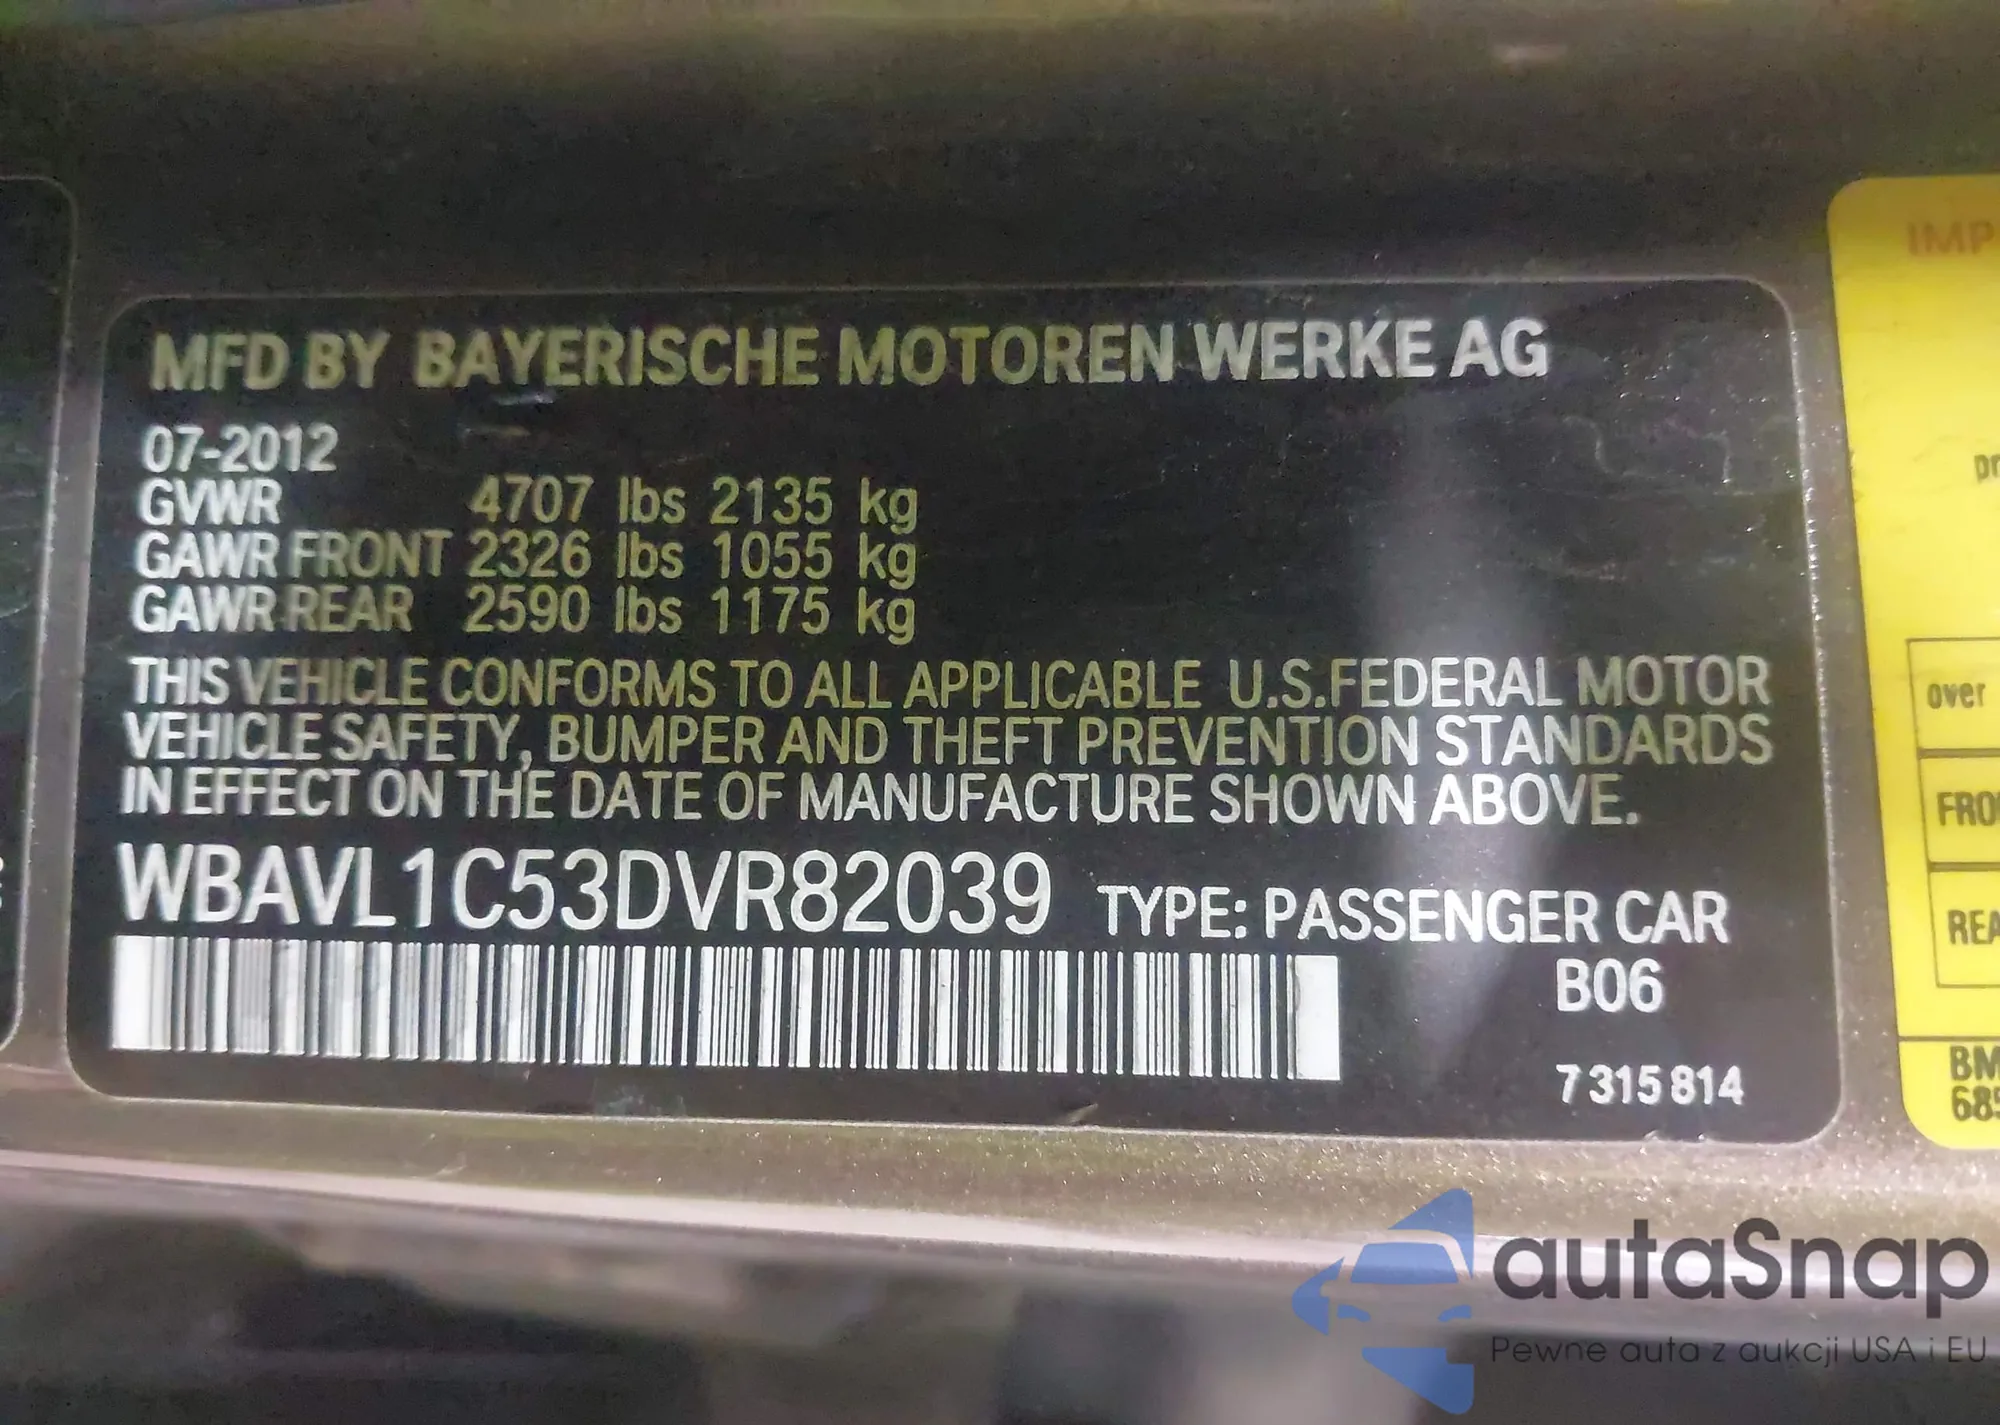 MFD BY BAYERISCHE MOTOREN WERKE AG
07-2012
GVWR 4707 lbs 2135 kg
GAWR FRONT 2326 lbs 1055 kg
GAWR REAR 2590 lbs 1175 kg
THIS VEHICLE CONFORMS TO ALL APPLICABLE U.S.FEDERAL MOTOR
VEHICLE SAFETY, BUMPER AND THEFT PREVENTION STANDARDS
IN EFFECT ON THE DATE OF MANUFACTURE SHOWN ABOVE.
WBAVL1C53DVR82039 TYPE: PASSENGER CAR
B06
7 315 814
over
autaSnap
Pewne auta z aukcji USA i EU